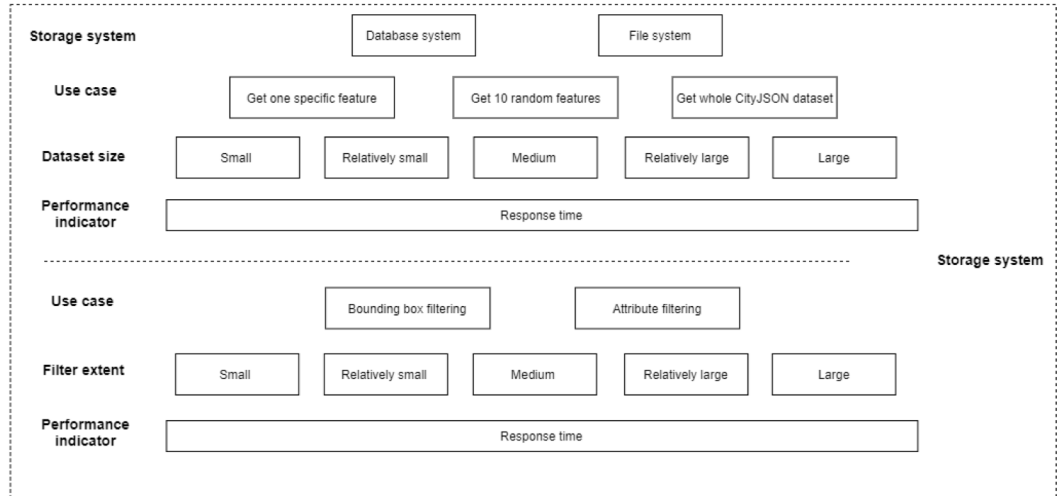 Storage system
Database system
File system
Use case
Get one specific feature
Get 10 random features
Get whole CityJSON dataset
Dataset size
Small
Relatively small
Medium
Relatively large
Large
Performance
indicator
Response time
Storage system
Use case
Bounding box filtering
Attribute filtering
Filter extent
Small
Relatively small
Medium
Relatively large
Large
Performance
indicator
Response time